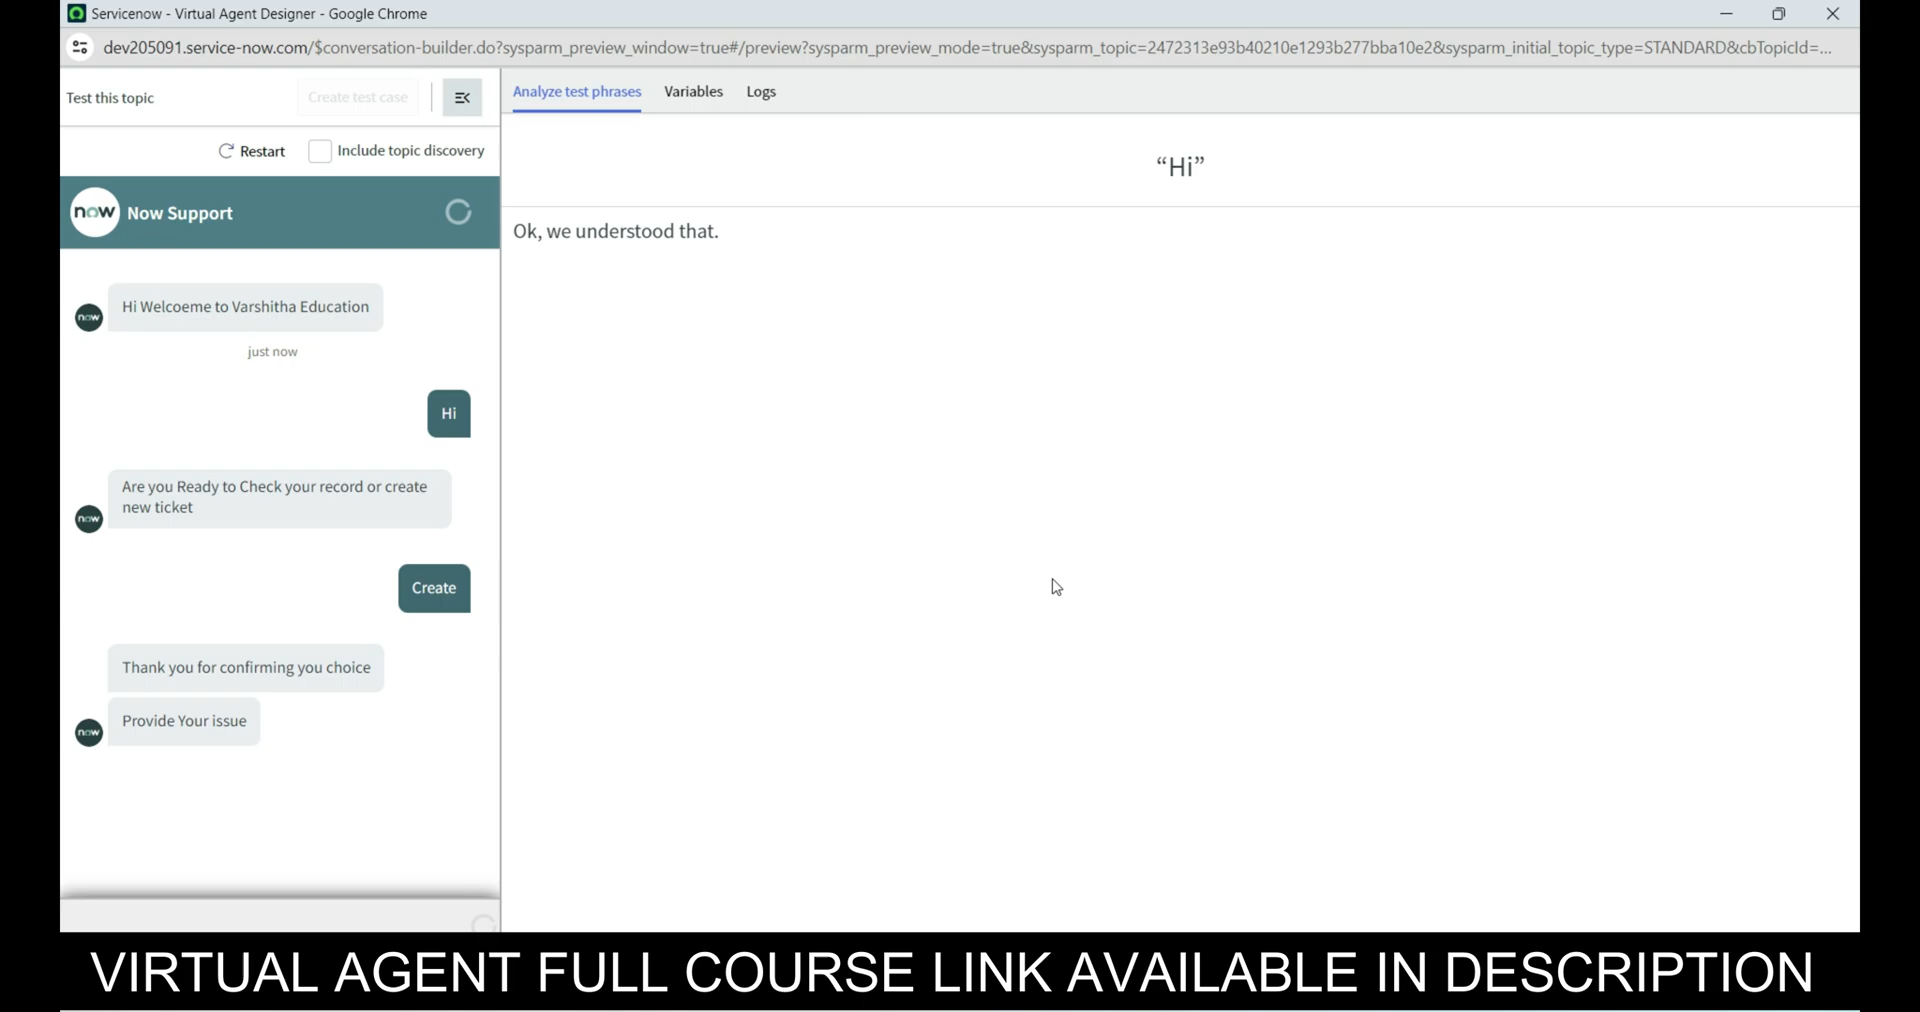 Servicenow - Virtual Agent Designer - Google Chrome
dev205091.service-now.com/$conversation-builder.do?sysparm_preview_window=true#/preview?sysparm_preview_mode=true&sysparm_topic=2472313e93b40210e1293b277bba10e2&sysparm_initial_topic_type=STANDARD&cbTopicId=...
Test this topic
Create test case
Analyze test phrases
Variables
Logs
Restart
Include topic discovery
“Hi”
now
Now Support
Ok, we understood that.
Hi Welcoeme to Varshitha Education
now
just now
Hi
Are you Ready to Check your record or create
new ticket
now
Create
Thank you for confirming you choice
Provide Your issue
now
VIRTUAL AGENT FULL COURSE LINK AVAILABLE IN DESCRIPTION